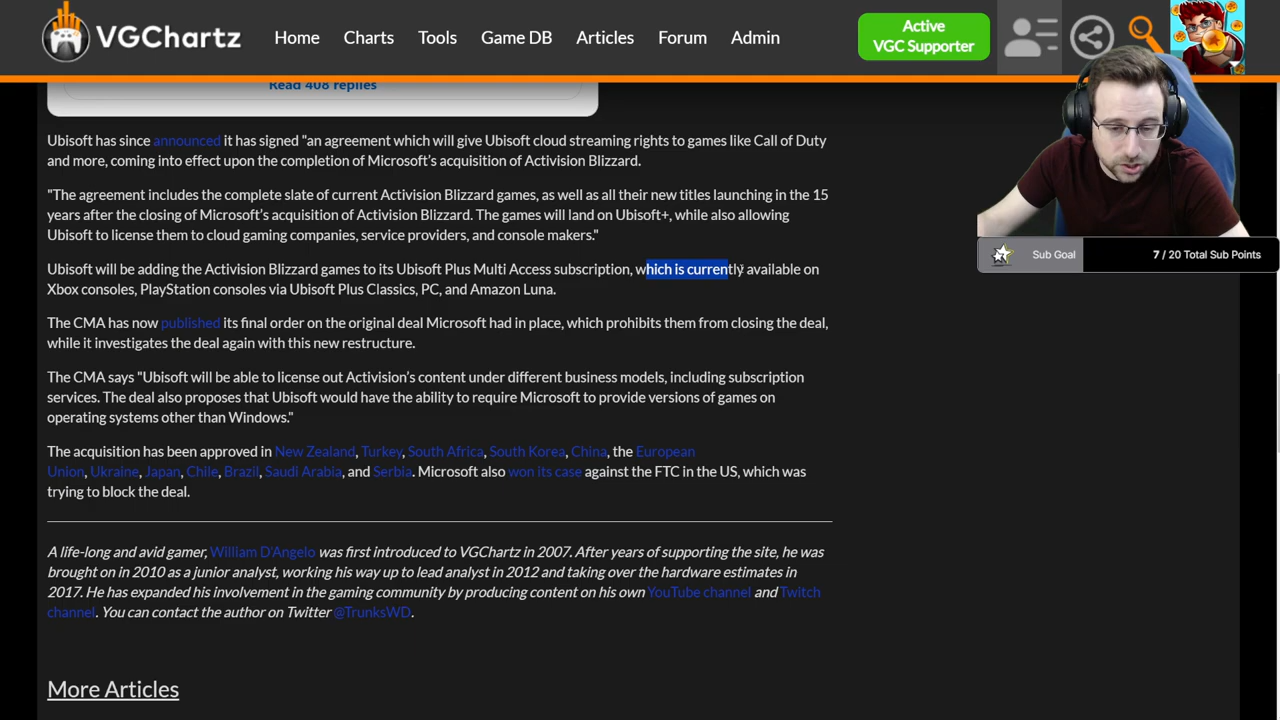 VGChartz
Home
Charts
Tools
Game DB
Articles
Forum
Admin
Active
VGC Supporter
Read 408 replies
Sub Goal
7 / 20 Total Sub Points
Ubisoft has since announced it has signed "an agreement which will give Ubisoft cloud streaming rights to games like Call of Duty
and more, coming into effect upon the completion of Microsoft's acquisition of Activision Blizzard.
"The agreement includes the complete slate of current Activision Blizzard games, as well as all their new titles launching in the 15
years after the closing of Microsoft's acquisition of Activision Blizzard. The games will land on Ubisoft+, while also allowing
Ubisoft to license them to cloud gaming companies, service providers, and console makers."
Ubisoft will be adding the Activision Blizzard games to its Ubisoft Plus Multi Access subscription, which is currently available on
Xbox consoles, PlayStation consoles via Ubisoft Plus Classics, PC, and Amazon Luna.
The CMA has now published its final order on the original deal Microsoft had in place, which prohibits them from closing the deal,
while it investigates the deal again with this new restructure.
The CMA says "Ubisoft will be able to license out Activision's content under different business models, including subscription
services. The deal also proposes that Ubisoft would have the ability to require Microsoft to provide versions of games on
operating systems other than Windows."
The acquisition has been approved in New Zealand, Turkey, South Africa, South Korea, China, the European
Union, Ukraine, Japan, Chile, Brazil, Saudi Arabia, and Serbia. Microsoft also won its case against the FTC in the US, which was
trying to block the deal.
A life-long and avid gamer, William D'Angelo was first introduced to VGChartz in 2007. After years of supporting the site, he was
brought on in 2010 as a junior analyst, working his way up to lead analyst in 2012 and taking over the hardware estimates in
2017. He has expanded his involvement in the gaming community by producing content on his own YouTube channel and Twitch
channel. You can contact the author on Twitter @TrunksWD.
More Articles